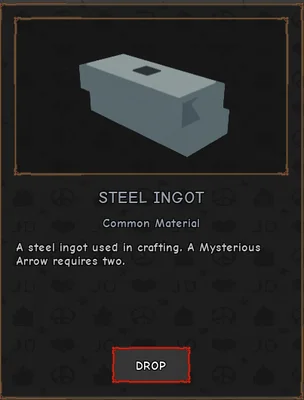 STEEL INGOT
Common Material
A steel ingot used in crafting. A Mysterious
Arrow requires two.
DROP